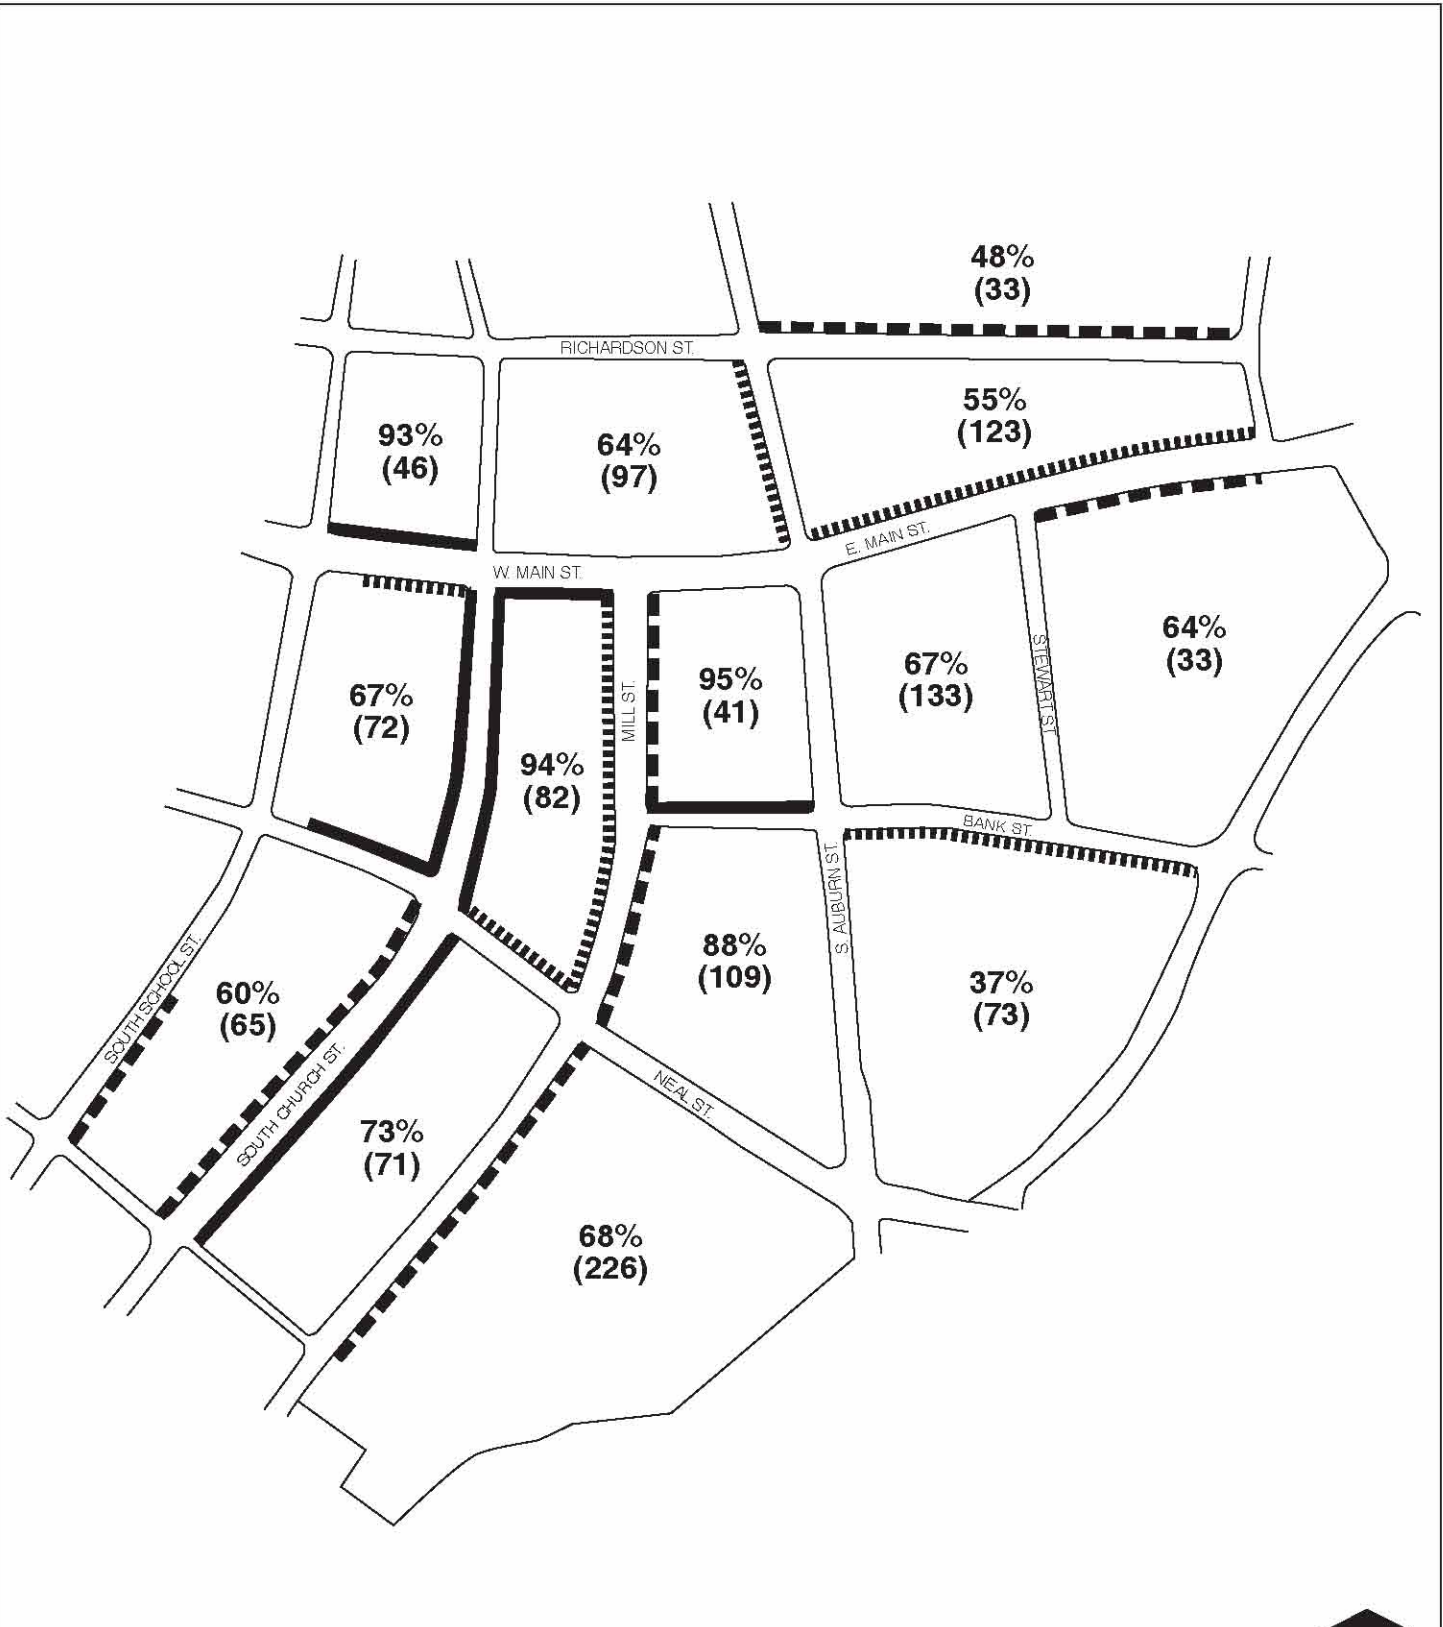 48%
(33)
RICHARDSON ST.
55%
(123)
93%
(46)
64%
(97)
E. MAIN ST.
W. MAIN ST.
67%
(72)
94%
(82)
MILL ST.
95%
(41)
67%
(133)
STEWART ST.
64%
(33)
BANK ST.
S. AUBURN ST.
SOUTH SCHOOL ST.
60%
(65)
88%
(109)
37%
(73)
SOUTH CHURCH ST.
NEAL ST.
73%
(71)
68%
(226)